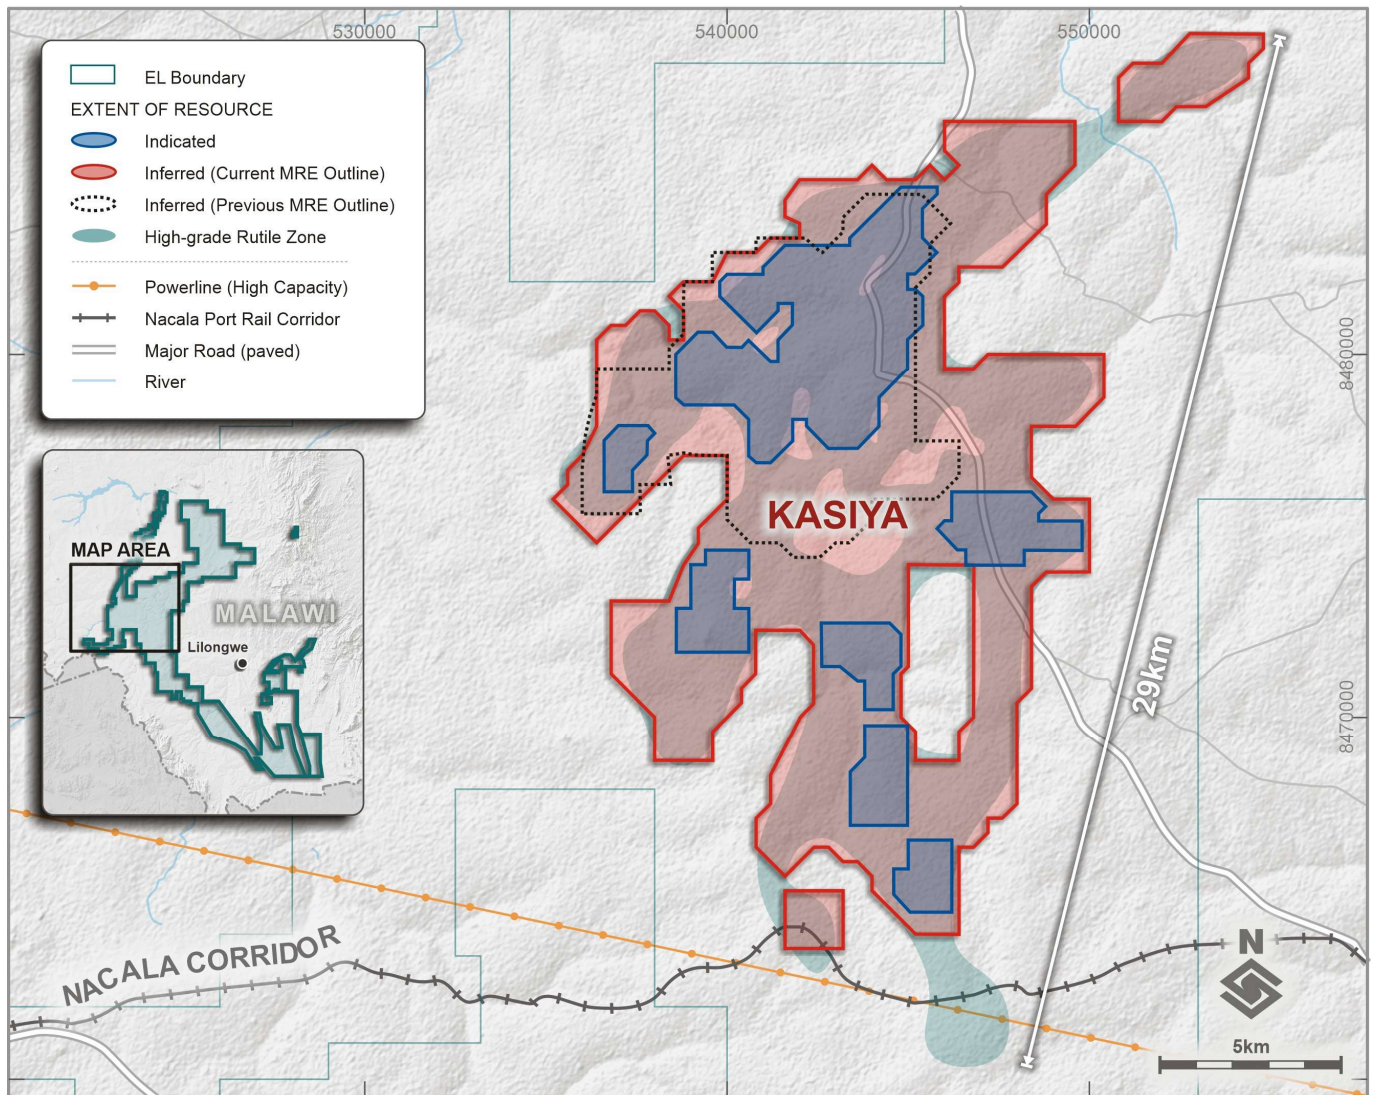 530000
540000
550000
EL Boundary
EXTENT OF RESOURCE
Indicated
Inferred (Current MRE Outline)
Inferred (Previous MRE Outline)
High-grade Rutile Zone
Powerline (High Capacity)
Nacala Port Rail Corridor
Major Road (paved)
River
8480000
MAP AREA
MALAWI
Lilongwe
KASIYA
29km
8470000
NACALA CORRIDOR
N
5km